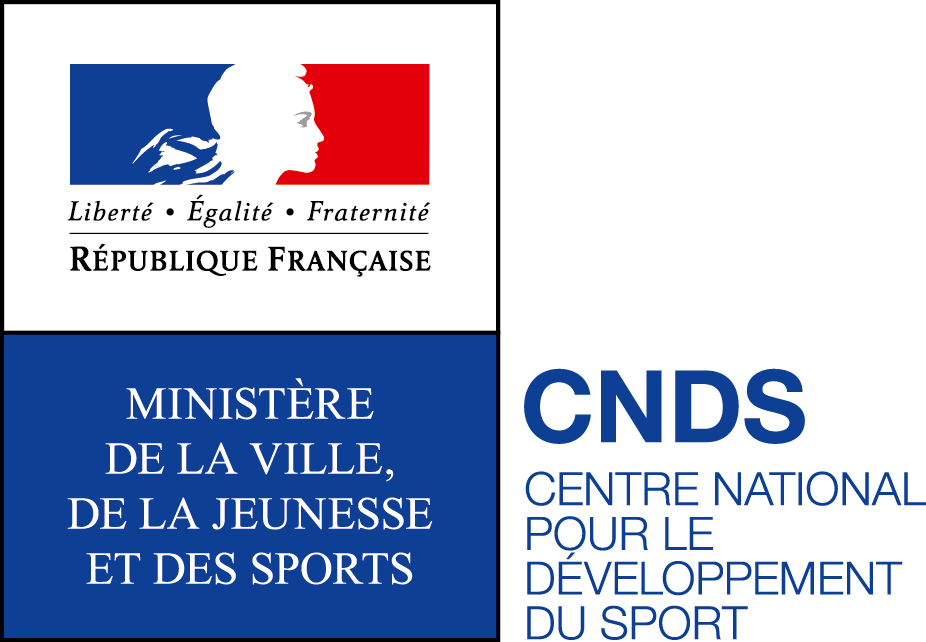 Liberté • Égalité • Fraternité
RÉPUBLIQUE FRANÇAISE
MINISTÈRE
DE LA VILLE,
DE LA JEUNESSE
ET DES SPORTS
CNDS
CENTRE NATIONAL
POUR LE
DÉVELOPPEMENT
DU SPORT